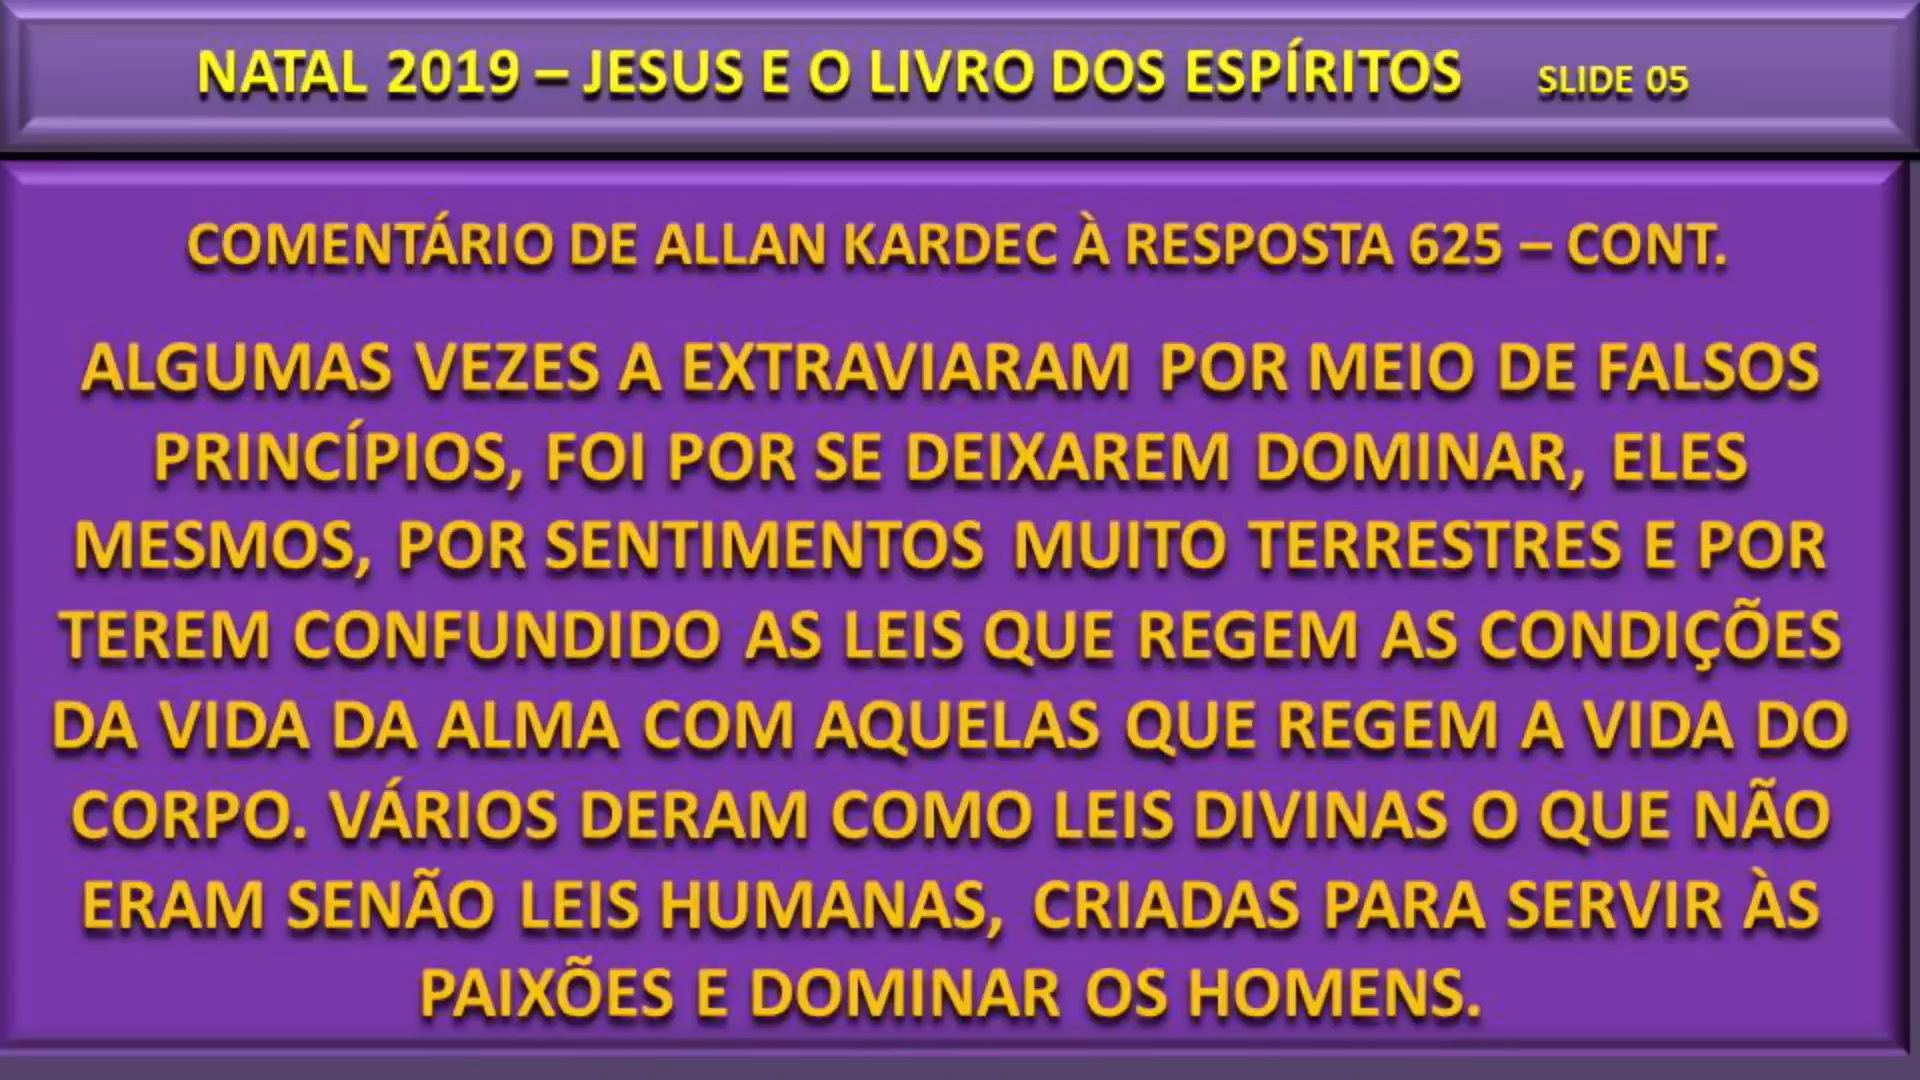 NATAL 2019 – JESUS E O LIVRO DOS ESPÍRITOS SLIDE 05
COMENTÁRIO DE ALLAN KARDEC À RESPOSTA 625 – CONT.
ALGUMAS VEZES A EXTRAVIARAM POR MEIO DE FALSOS
PRINCÍPIOS, FOI POR SE DEIXAREM DOMINAR, ELES
MESMOS, POR SENTIMENTOS MUITO TERRESTRES E POR
TEREM CONFUNDIDO AS LEIS QUE REGEM AS CONDIÇÕES
DA VIDA DA ALMA COM AQUELAS QUE REGEM A VIDA DO
CORPO. VÁRIOS DERAM COMO LEIS DIVINAS O QUE NÃO
ERAM SENÃO LEIS HUMANAS, CRIADAS PARA SERVIR ÀS
PAIXÕES E DOMINAR OS HOMENS.